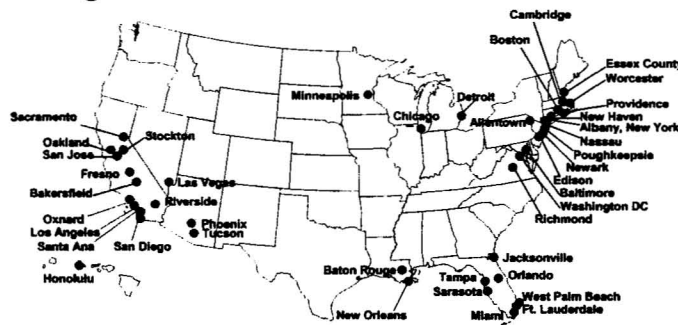 Cambridge
Boston
Essex County
Worcester
Minneapolis
Detroit
Chicago
Allentown
Providence
New Haven
Albany, New York
Nassau
Poughkeepsie
Newark
Edison
Baltimore
Washington DC
Richmond
Sacramento
Oakland
Stockton
San Jose
Fresno
Bakersfield
Las Vegas
Oxnard
Riverside
Los Angeles
Santa Ana
San Diego
Phoenix
Tucson
Honolulu
Baton Rouge
New Orleans
Jacksonville
Tampa
Orlando
Sarasota
West Palm Beach
Ft. Lauderdale
Miami